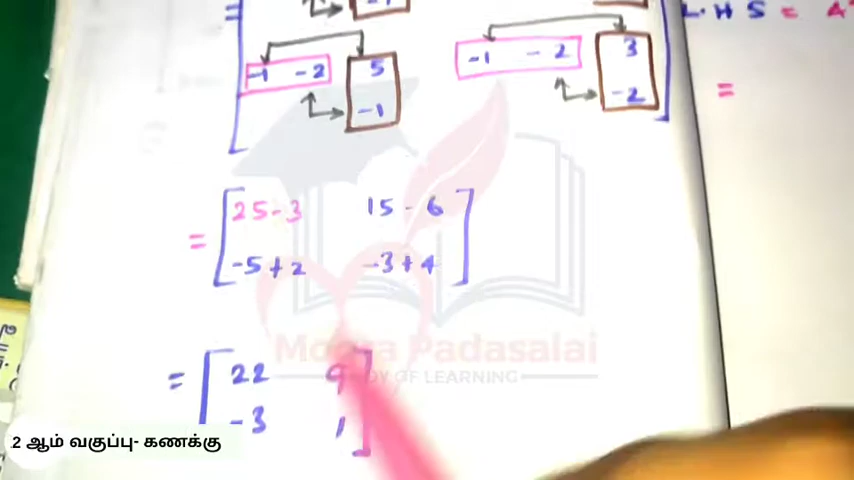 L.H S = A
=
-1 -2 5 -1 -2 3
-1 -2
= [ 25-3 15-6
-5+2 -3+4 ]
= [ 22 9
-3 1 ]
Padasalai
OF LEARNING
2 ஆம் வகுப்பு- கணக்கு